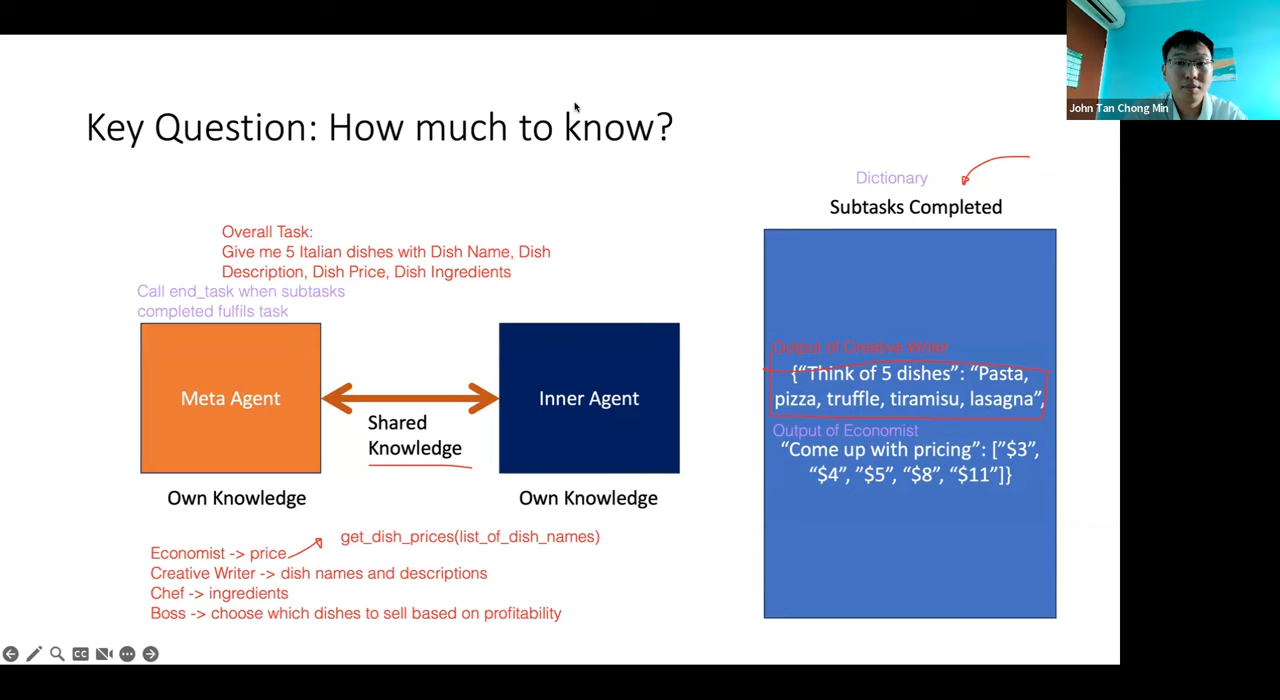 John Tan Chong Min
Key Question: How much to know?
Dictionary
Subtasks Completed
Overall Task:
Give me 5 Italian dishes with Dish Name, Dish
Description, Dish Price, Dish Ingredients
Call end_task when subtasks
completed fulfils task
Meta Agent
Inner Agent
Shared
Knowledge
Own Knowledge
Own Knowledge
get_dish_prices(list_of_dish_names)
Economist -> price
Creative Writer -> dish names and descriptions
Chef -> ingredients
Boss -> choose which dishes to sell based on profitability
Output of Creative Writer
{“Think of 5 dishes”: “Pasta,
pizza, truffle, tiramisu, lasagna”,
Output of Economist
“Come up with pricing”: [”$3”,
“$4”, ”$5”, “$8”, “$11”]}
CC